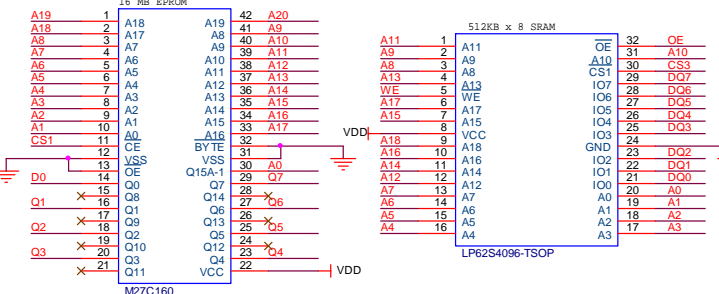 16 MB EPROM
A19 1 A18 A19 42 A20
A18 2 A17 A8 41 A9
A8 3 A7 A9 40 A10
A7 4 A6 A10 39 A11
A6 5 A5 A11 38 A12
A5 6 A4 A12 37 A13
A4 7 A3 A13 36 A14
A3 8 A2 A14 35 A15
A2 9 A1 A15 34 A16
A1 10 A0 A16 33 A17
CS1 11 CE BYTE 32
12 VSS VSS 31
13 OE Q15A-1 30 A0
D0 14 Q0 Q7 29 Q7
15 Q8 Q14 28
Q1 16 Q1 Q6 27 Q6
17 Q9 Q13 26
Q2 18 Q2 Q5 25 Q5
19 Q10 Q12 24
Q3 20 Q3 Q4 23 Q4
21 Q11 VCC 22 VDD
M27C160
512KB x 8 SRAM
A11 1 A11 OE 32 OE
A9 2 A9 A10 31 A10
A8 3 A8 CS1 30 CS3
A13 4 A13 IO7 29 DQ7
WE 5 WE IO6 28 DQ6
A17 6 A17 IO5 27 DQ5
A15 7 A15 IO4 26 DQ4
VDD 8 VCC IO3 25 DQ3
A18 9 A18 GND 24
A16 10 A16 IO2 23 DQ2
A14 11 A14 IO1 22 DQ1
A12 12 A12 IO0 21 DQ0
A7 13 A7 A0 20 A0
A6 14 A6 A1 19 A1
A5 15 A5 A2 18 A2
A4 16 A4 A3 17 A3
LP62S4096-TSOP